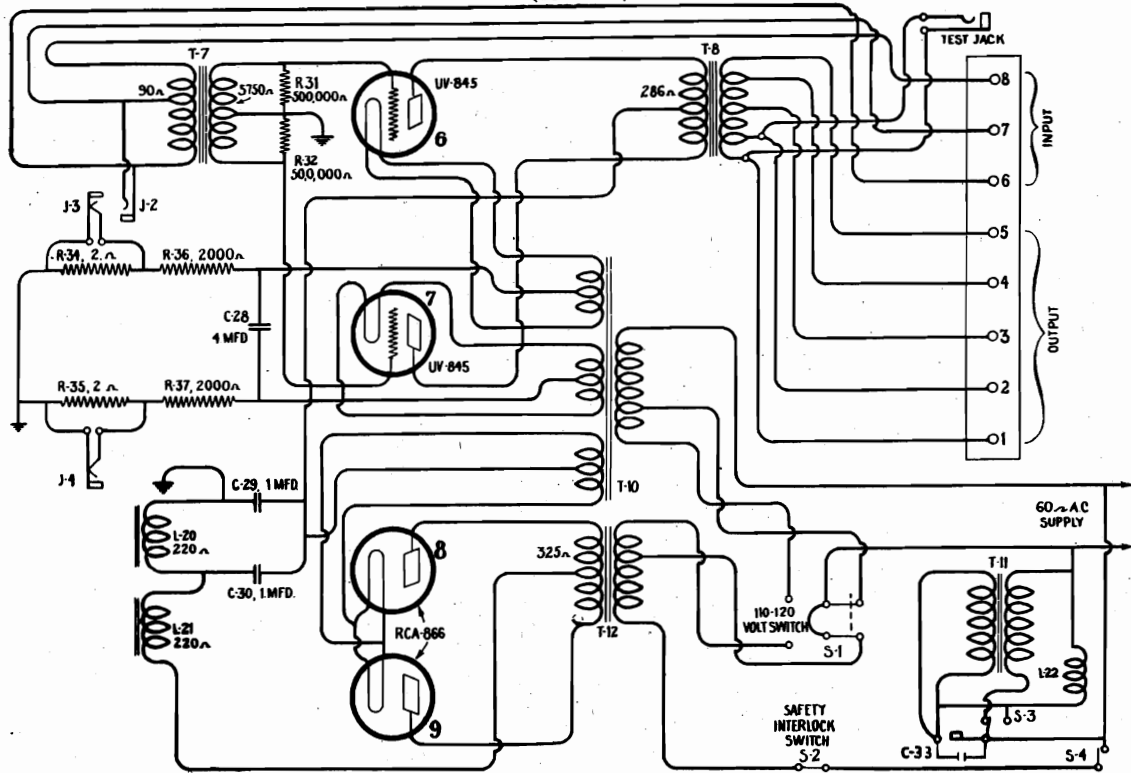 T-7
90Ω
5750Ω
R31
500,000Ω
R-32
500,000Ω
UV-845
6
T-8
286Ω
TEST JACK
8
7
6
INPUT
5
4
3
2
1
OUTPUT
J-3
J-2
R-34, 2.Ω
R-36, 2000Ω
C-28
4 MFD
7
UV-845
R-35, 2 Ω
R-37, 2000Ω
J-4
C-29, 1 MFD.
L-20
220Ω
C-30, 1.MFD.
L-21
220Ω
T-10
8
RCA-866
9
325Ω
T-12
110-120
VOLT SWITCH
S-1
60~ A.C
SUPPLY
T-11
L-22
S-3
C-33
S-4
SAFETY
INTERLOCK
SWITCH
S-2